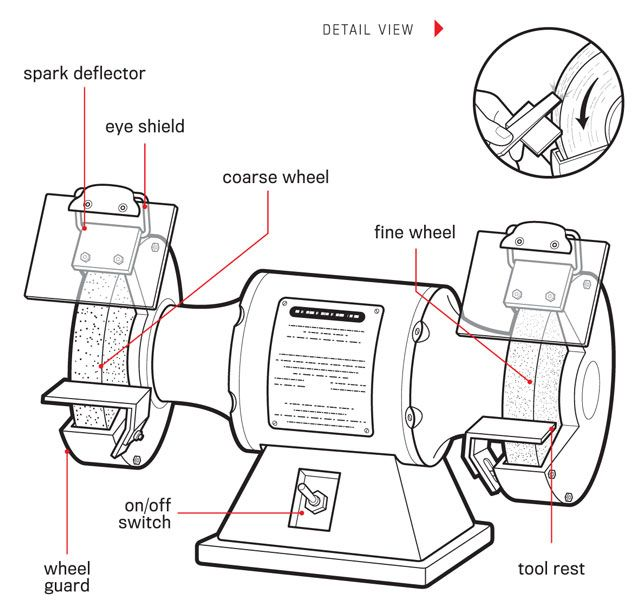 DETAIL VIEW
spark deflector
eye shield
coarse wheel
fine wheel
on/off
switch
wheel
guard
tool rest